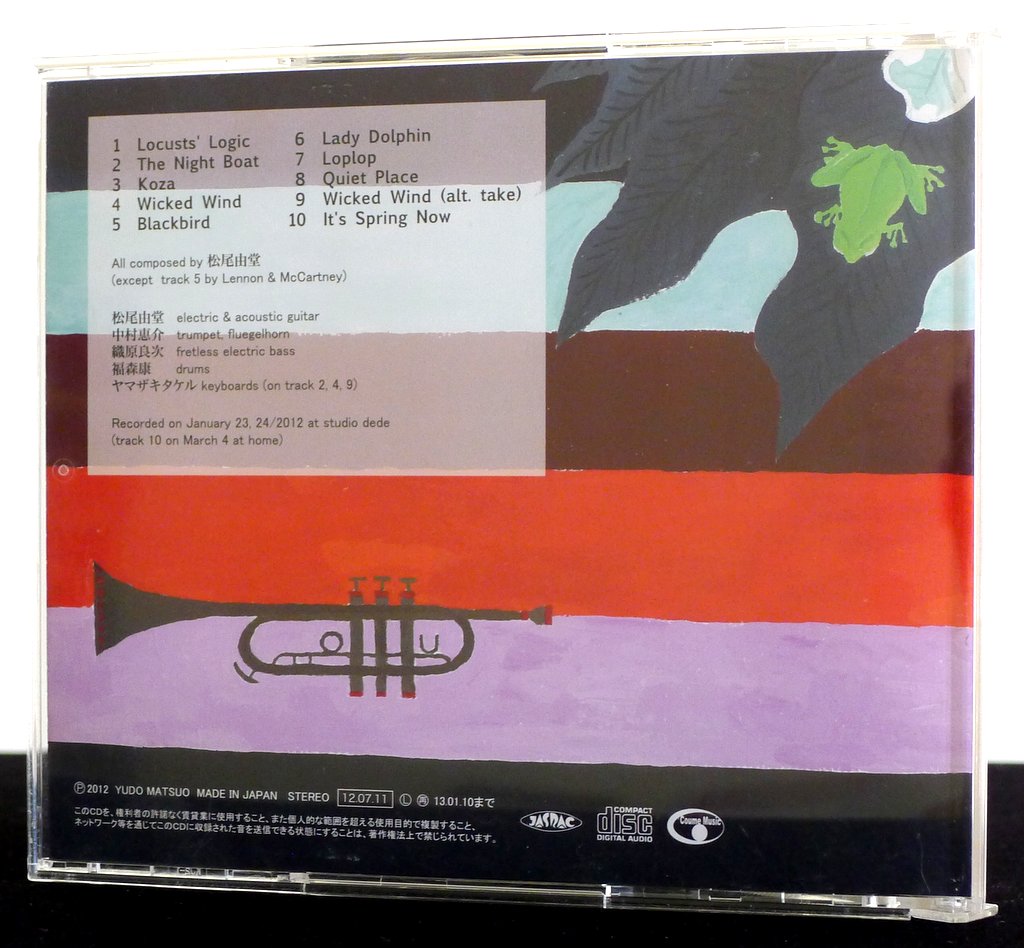 1 Locusts' Logic
2 The Night Boat
3 Koza
4 Wicked Wind
5 Blackbird
6 Lady Dolphin
7 Loplop
8 Quiet Place
9 Wicked Wind (alt. take)
10 It's Spring Now
All composed by 松尾由堂
(except track 5 by Lennon & McCartney)
松尾由堂 electric & acoustic guitar
中村恵介 trumpet, fluegelhorn
織原良次 fretless electric bass
福森康 drums
ヤマザキタケル keyboards (on track 2, 4, 9)
Recorded on January 23, 24/2012 at studio dede
(track 10 on March 4 at home)
℗2012 YUDO MATSUO MADE IN JAPAN STEREO 12.07.11 Ⓛ ㊞ 13.01.10まで
このCDを、権利者の許諾なく賃貸業に使用すること、また個人的な範囲を超える使用目的で複製すること、
ネットワーク等を通じてこのCDに収録された音を送信できる状態にすることは、著作権法上で禁じられています。
JASRAC
COMPACT
disc
DIGITAL AUDIO
Coume Music